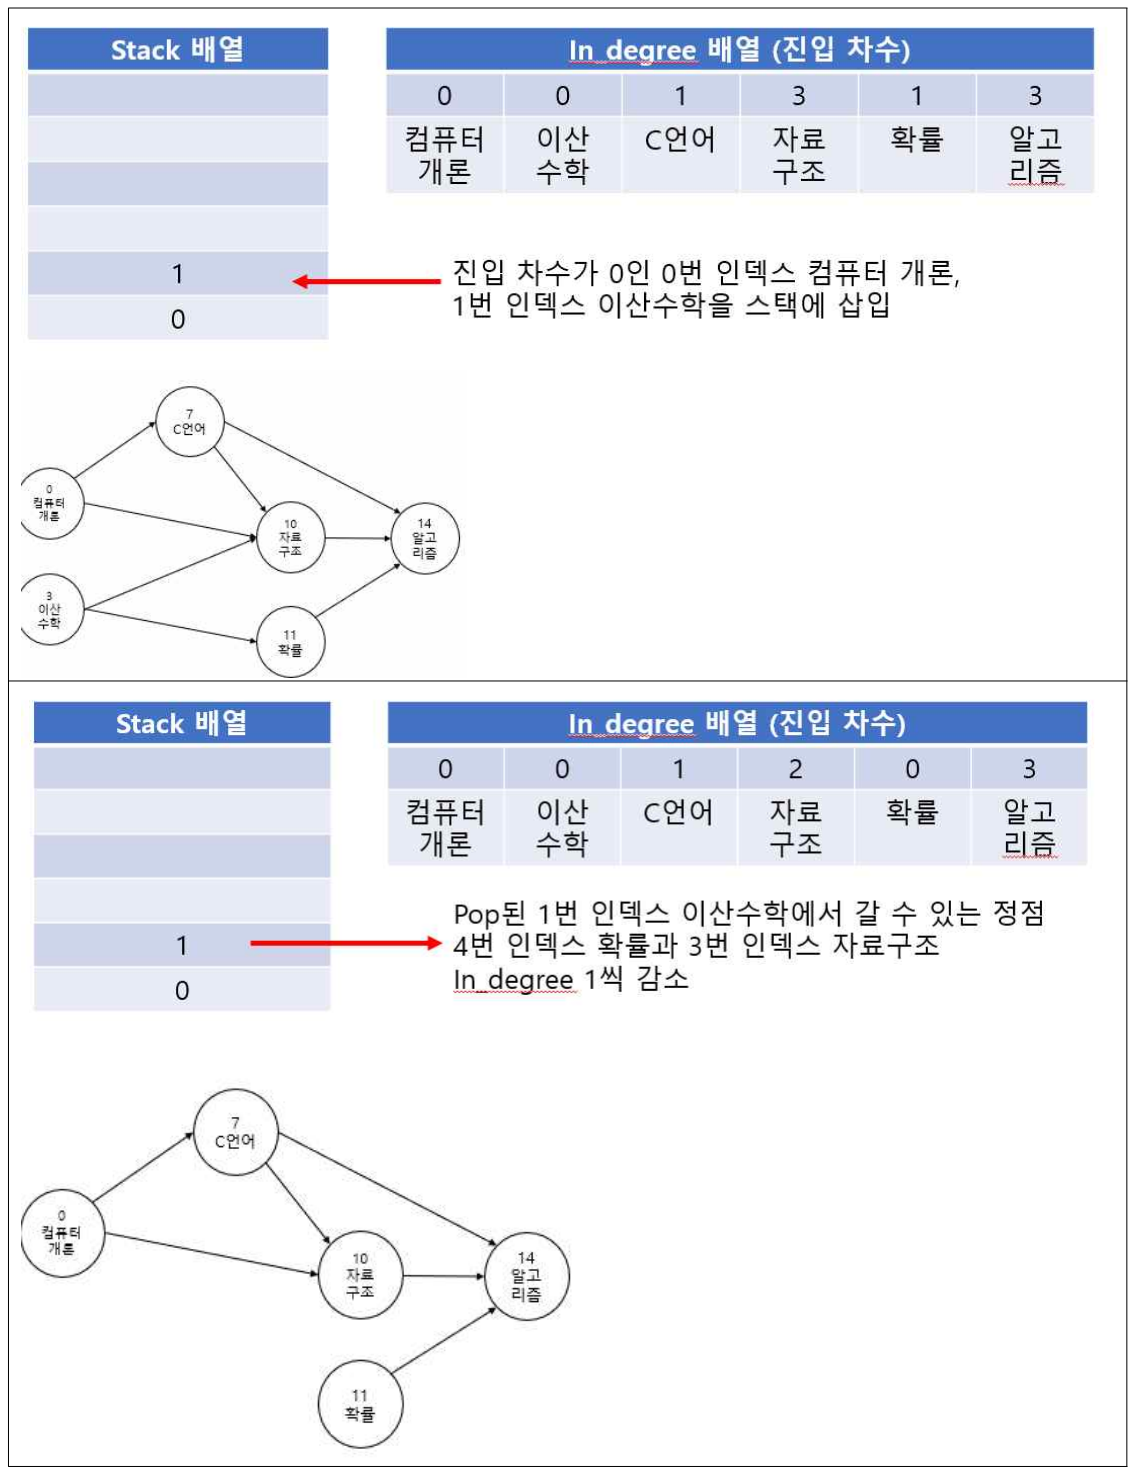 Stack 배열
1
0
In_degree 배열 (진입 차수)
0 0 1 3 1 3
컴퓨터 이산 C언어 자료 확률 알고
개론 수학 구조 리즘
진입 차수가 0인 0번 인덱스 컴퓨터 개론,
1번 인덱스 이산수학을 스택에 삽입
7
C언어
0
컴퓨터
개론
10
자료
구조
14
알고
리즘
3
이산
수학
11
확률
Stack 배열
1
0
In_degree 배열 (진입 차수)
0 0 1 2 0 3
컴퓨터 이산 C언어 자료 확률 알고
개론 수학 구조 리즘
Pop된 1번 인덱스 이산수학에서 갈 수 있는 정점
4번 인덱스 확률과 3번 인덱스 자료구조
In_degree 1씩 감소
7
C언어
0
컴퓨터
개론
10
자료
구조
14
알고
리즘
11
확률